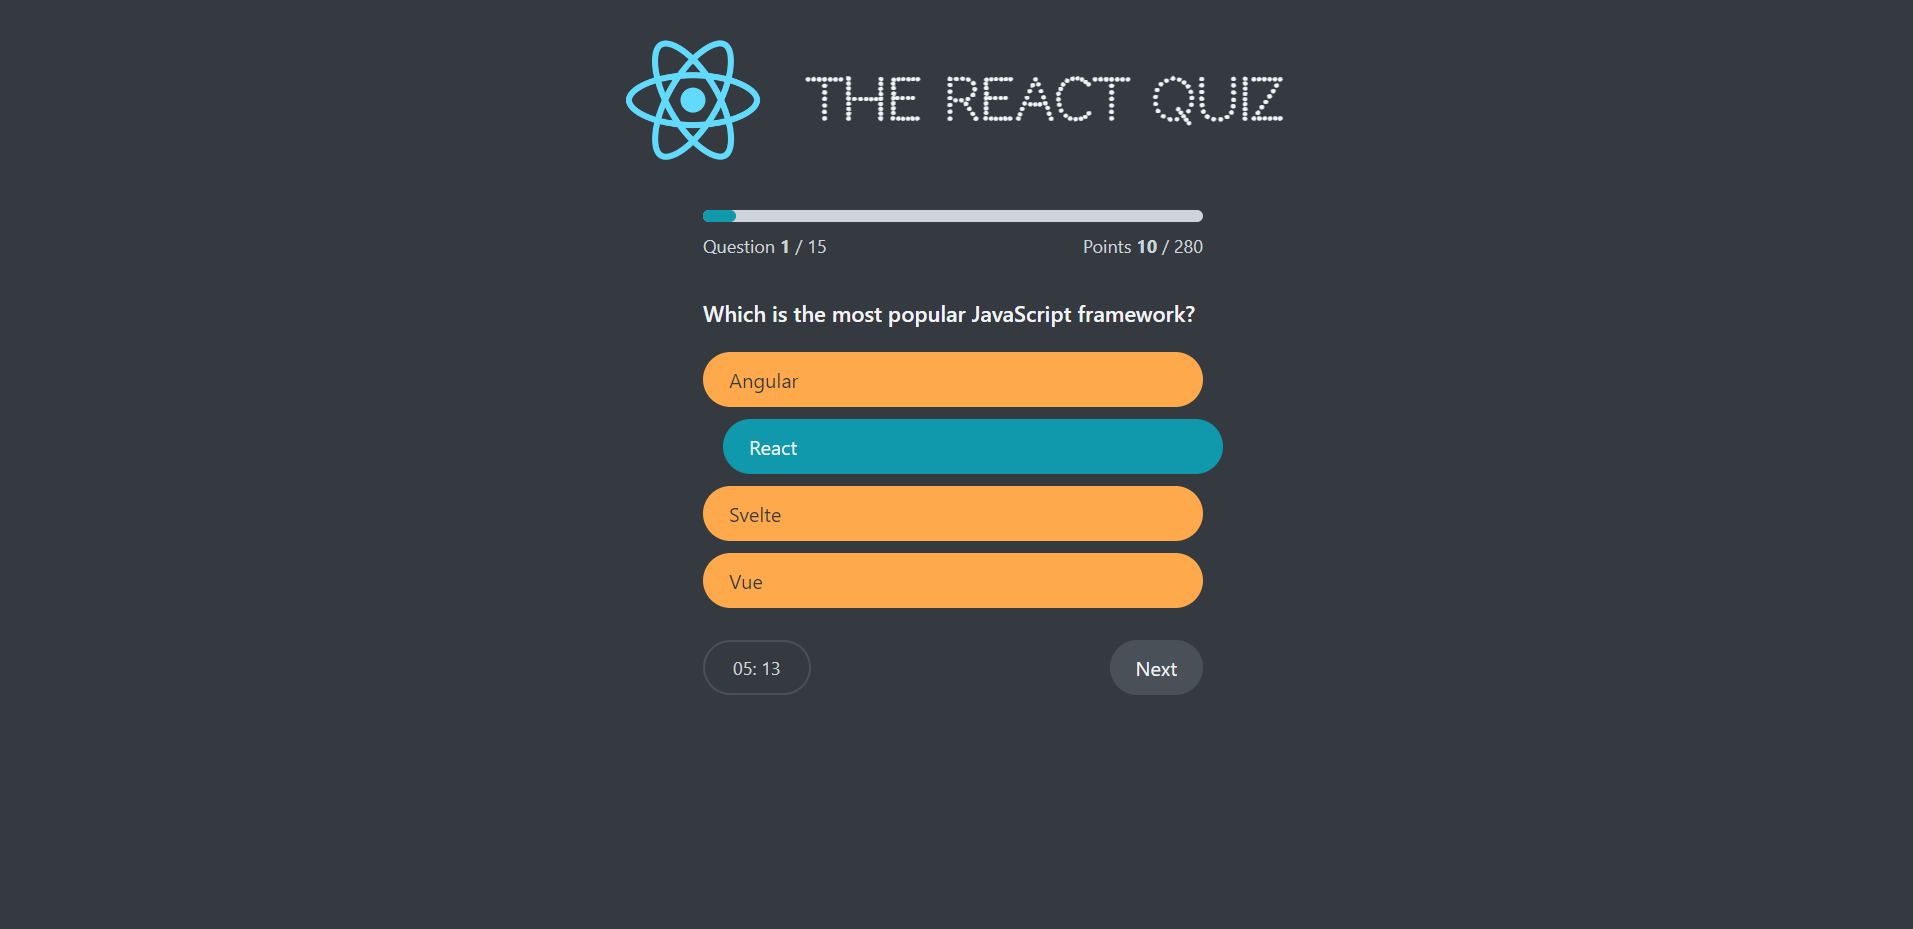 THE REACT QUIZ
Question 1 / 15
Points 10 / 280
Which is the most popular JavaScript framework?
Angular
React
Svelte
Vue
05: 13
Next